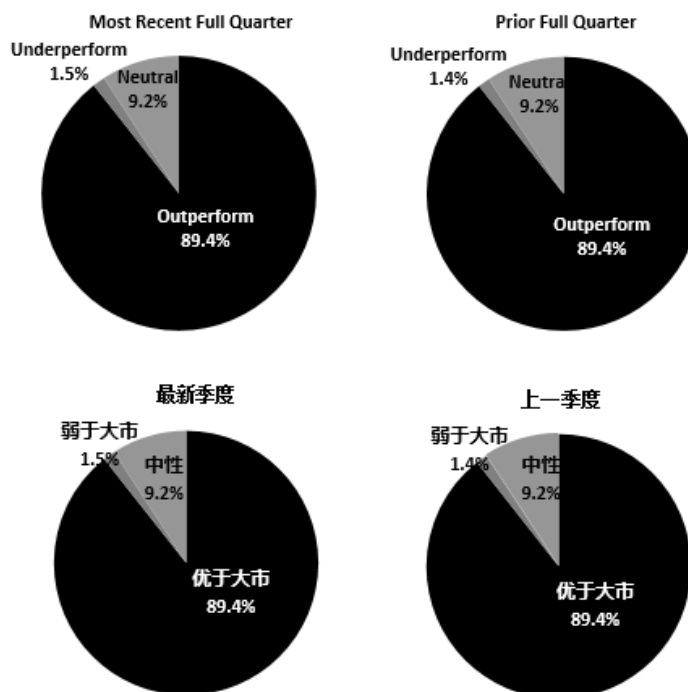 Most Recent Full Quarter
Underperform
1.5%
Neutral
9.2%
Outperform
89.4%
Prior Full Quarter
Underperform
1.4%
Neutral
9.2%
Outperform
89.4%
最新季度
弱于大市
1.5%
中性
9.2%
优于大市
89.4%
上一季度
弱于大市
1.4%
中性
9.2%
优于大市
89.4%